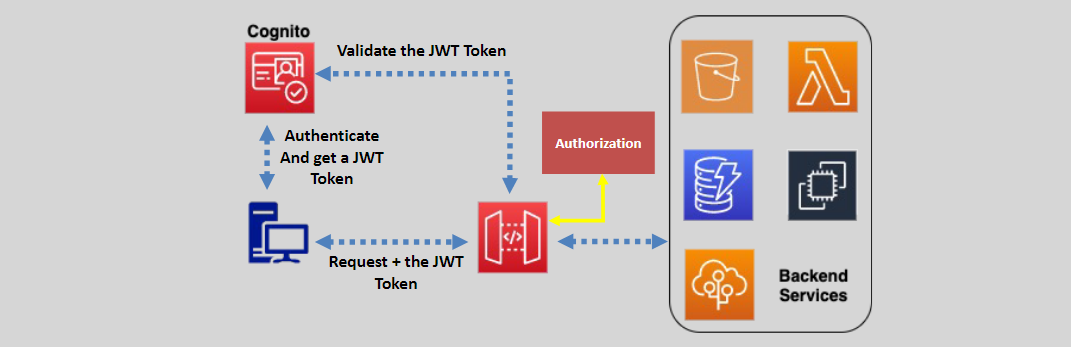 Cognito
Validate the JWT Token
Authenticate
And get a JWT
Token
Authorization
</>
Request + the JWT
Token
Backend
Services